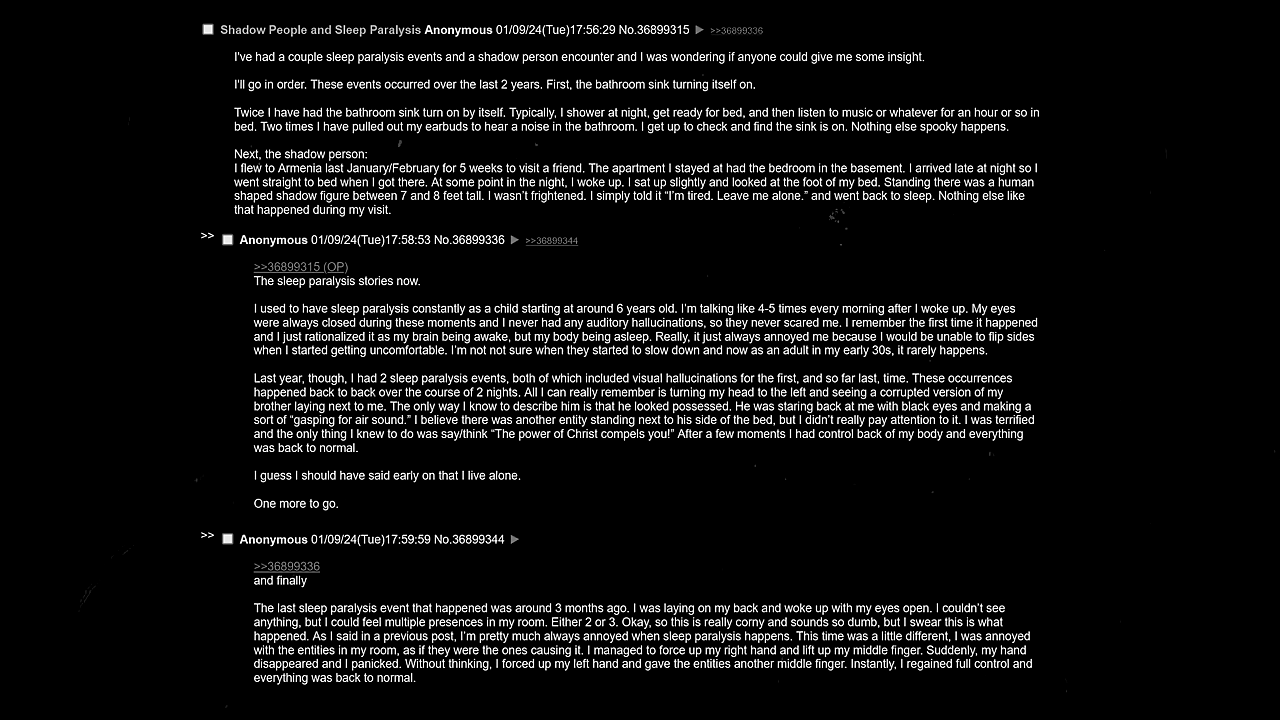 Shadow People and Sleep Paralysis Anonymous 01/09/24(Tue)17:56:29 No.36899315 ▶ >>36899336
I've had a couple sleep paralysis events and a shadow person encounter and I was wondering if anyone could give me some insight.
I'll go in order. These events occurred over the last 2 years. First, the bathroom sink turning itself on.
Twice I have had the bathroom sink turn on by itself. Typically, I shower at night, get ready for bed, and then listen to music or whatever for an hour or so in
bed. Two times I have pulled out my earbuds to hear a noise in the bathroom. I get up to check and find the sink is on. Nothing else spooky happens.
Next, the shadow person:
I flew to Armenia last January/February for 5 weeks to visit a friend. The apartment I stayed at had the bedroom in the basement. I arrived late at night so I
went straight to bed when I got there. At some point in the night, I woke up. I sat up slightly and looked at the foot of my bed. Standing there was a human
shaped shadow figure between 7 and 8 feet tall. I wasn't frightened. I simply told it “I'm tired. Leave me alone.” and went back to sleep. Nothing else like
that happened during my visit.
>> Anonymous 01/09/24(Tue)17:58:53 No.36899336 ▶ >>36899344
>>36899315 (OP)
The sleep paralysis stories now.
I used to have sleep paralysis constantly as a child starting at around 6 years old. I'm talking like 4-5 times every morning after I woke up. My eyes
were always closed during these moments and I never had any auditory hallucinations, so they never scared me. I remember the first time it happened
and I just rationalized it as my brain being awake, but my body being asleep. Really, it just always annoyed me because I would be unable to flip sides
when I started getting uncomfortable. I'm not not sure when they started to slow down and now as an adult in my early 30s, it rarely happens.
Last year, though, I had 2 sleep paralysis events, both of which included visual hallucinations for the first, and so far last, time. These occurrences
happened back to back over the course of 2 nights. All I can really remember is turning my head to the left and seeing a corrupted version of my
brother laying next to me. The only way I know to describe him is that he looked possessed. He was staring back at me with black eyes and making a
sort of “gasping for air sound.” I believe there was another entity standing next to his side of the bed, but I didn't really pay attention to it. I was terrified
and the only thing I knew to do was say/think “The power of Christ compels you!” After a few moments I had control back of my body and everything
was back to normal.
I guess I should have said early on that I live alone.
One more to go.
>> Anonymous 01/09/24(Tue)17:59:59 No.36899344 ▶
>>36899336
and finally
The last sleep paralysis event that happened was around 3 months ago. I was laying on my back and woke up with my eyes open. I couldn't see
anything, but I could feel multiple presences in my room. Either 2 or 3. Okay, so this is really corny and sounds so dumb, but I swear this is what
happened. As I said in a previous post, I'm pretty much always annoyed when sleep paralysis happens. This time was a little different, I was annoyed
with the entities in my room, as if they were the ones causing it. I managed to force up my right hand and lift up my middle finger. Suddenly, my hand
disappeared and I panicked. Without thinking, I forced up my left hand and gave the entities another middle finger. Instantly, I regained full control and
everything was back to normal.